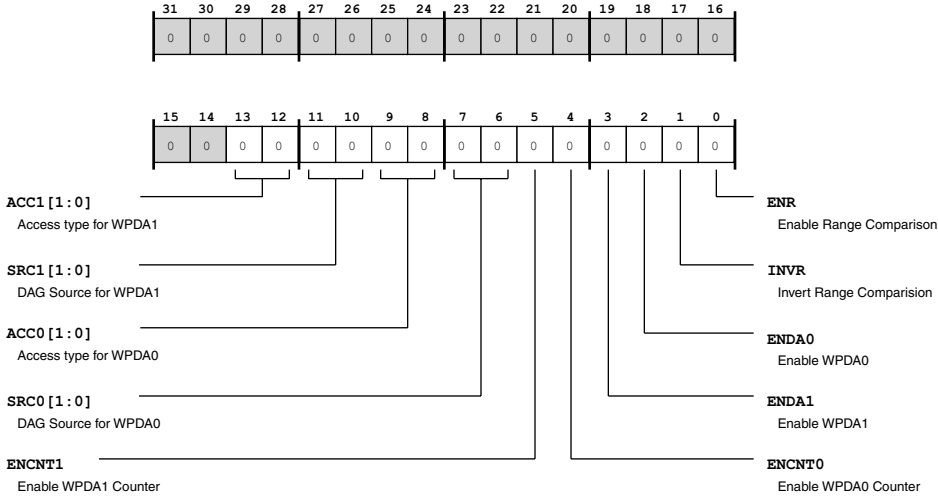 31 30 29 28 27 26 25 24 23 22 21 20 19 18 17 16
0 0 0 0 0 0 0 0 0 0 0 0 0 0 0 0
15 14 13 12 11 10 9 8 7 6 5 4 3 2 1 0
0 0 0 0 0 0 0 0 0 0 0 0 0 0 0 0
ACC1[1:0]
Access type for WPDA1
SRC1[1:0]
DAG Source for WPDA1
ACC0[1:0]
Access type for WPDA0
SRC0[1:0]
DAG Source for WPDA0
ENCNT1
Enable WPDA1 Counter
ENR
Enable Range Comparison
INVR
Invert Range Comparision
ENDA0
Enable WPDA0
ENDA1
Enable WPDA1
ENCNT0
Enable WPDA0 Counter